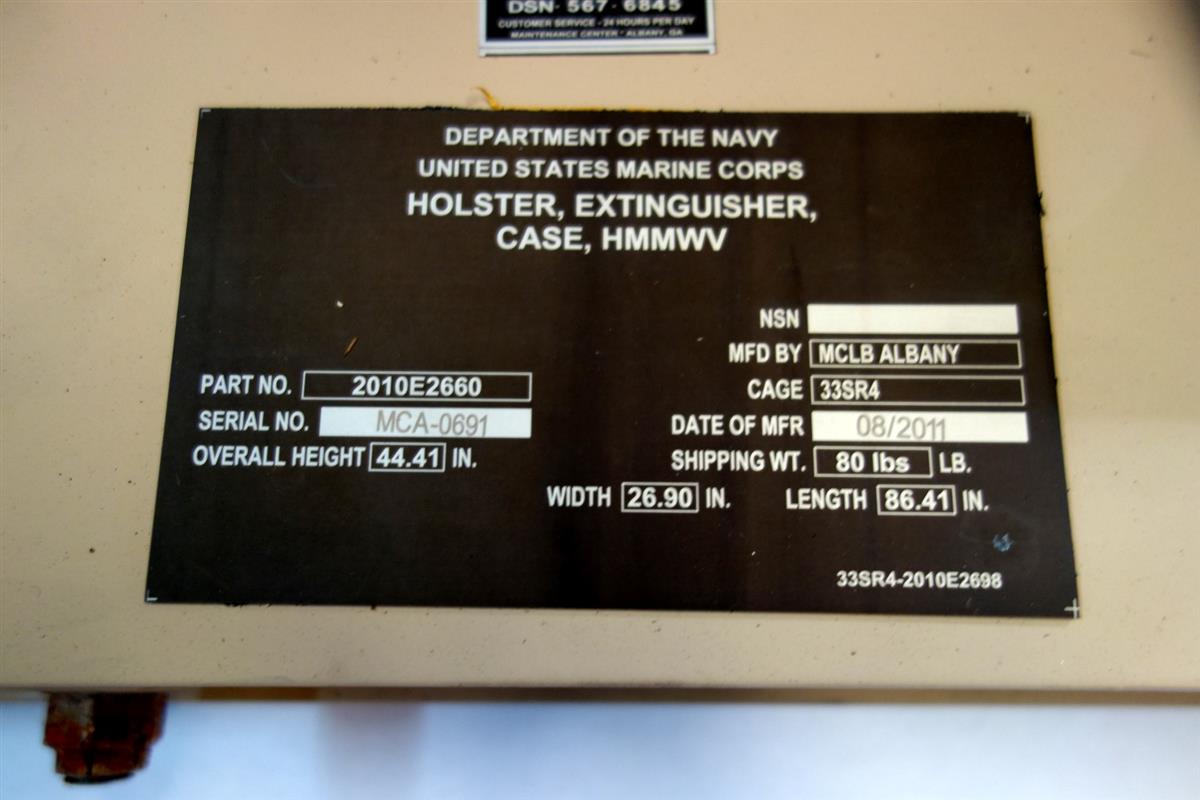 DSN- 567 - 6845
CUSTOMER SERVICE - 24 HOURS PER DAY
MAINTENANCE CENTER * ALBANY, GA
DEPARTMENT OF THE NAVY
UNITED STATES MARINE CORPS
HOLSTER, EXTINGUISHER,
CASE, HMMWV
NSN
MFD BY MCLB ALBANY
PART NO. 2010E2660 CAGE 33SR4
SERIAL NO. MCA-0691 DATE OF MFR 08/2011
OVERALL HEIGHT 44.41 IN. SHIPPING WT. 80 lbs LB.
WIDTH 26.90 IN. LENGTH 86.41 IN.
33SR4-2010E2698